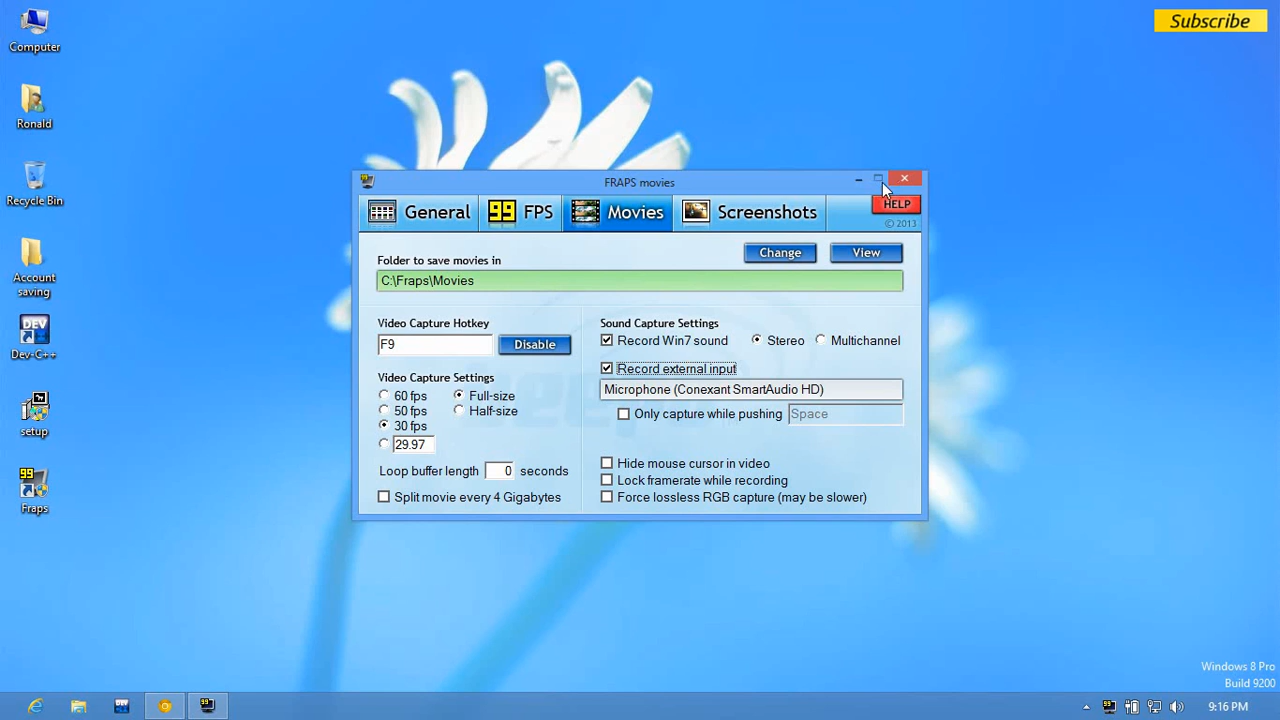 Subscribe
Computer
Ronald
Recycle Bin
Account
saving
DEV
Dev-C++
setup
99
Fraps
FRAPS movies
General
99 FPS
Movies
Screenshots
HELP
© 2013
Folder to save movies in
Change
View
C:\Fraps\Movies
Video Capture Hotkey
F9
Disable
Video Capture Settings
60 fps
Full-size
50 fps
Half-size
30 fps
29.97
Loop buffer length 0 seconds
Split movie every 4 Gigabytes
Sound Capture Settings
Record Win7 sound
Stereo
Multichannel
Record external input
Microphone (Conexant SmartAudio HD)
Only capture while pushing Space
Hide mouse cursor in video
Lock framerate while recording
Force lossless RGB capture (may be slower)
Windows 8 Pro
Build 9200
9:16 PM